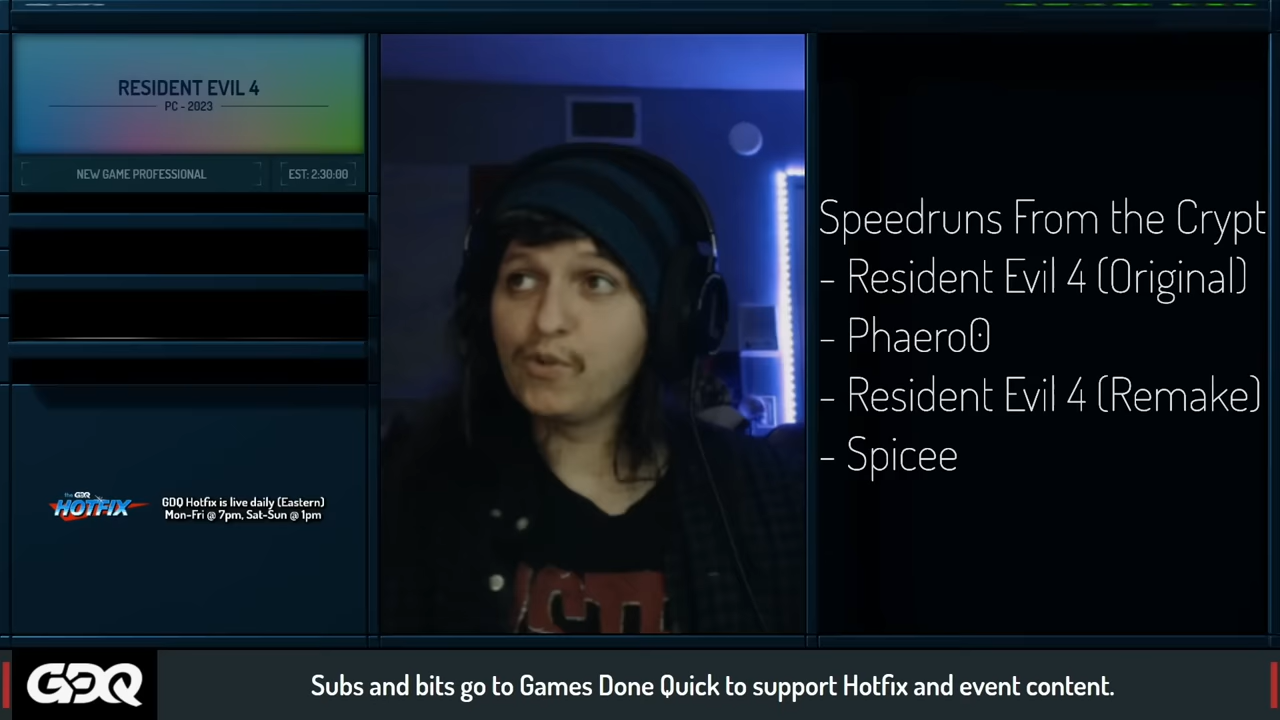 RESIDENT EVIL 4
PC - 2023
NEW GAME PROFESSIONAL
EST: 2:30:00
the GDQ
HOTFIX
GDQ Hotfix is live daily (Eastern)
Mon-Fri @ 7pm, Sat-Sun @ 1pm
Speedruns From the Crypt
- Resident Evil 4 (Original)
- Phaero0
- Resident Evil 4 (Remake)
- Spicee
GDQ
Subs and bits go to Games Done Quick to support Hotfix and event content.